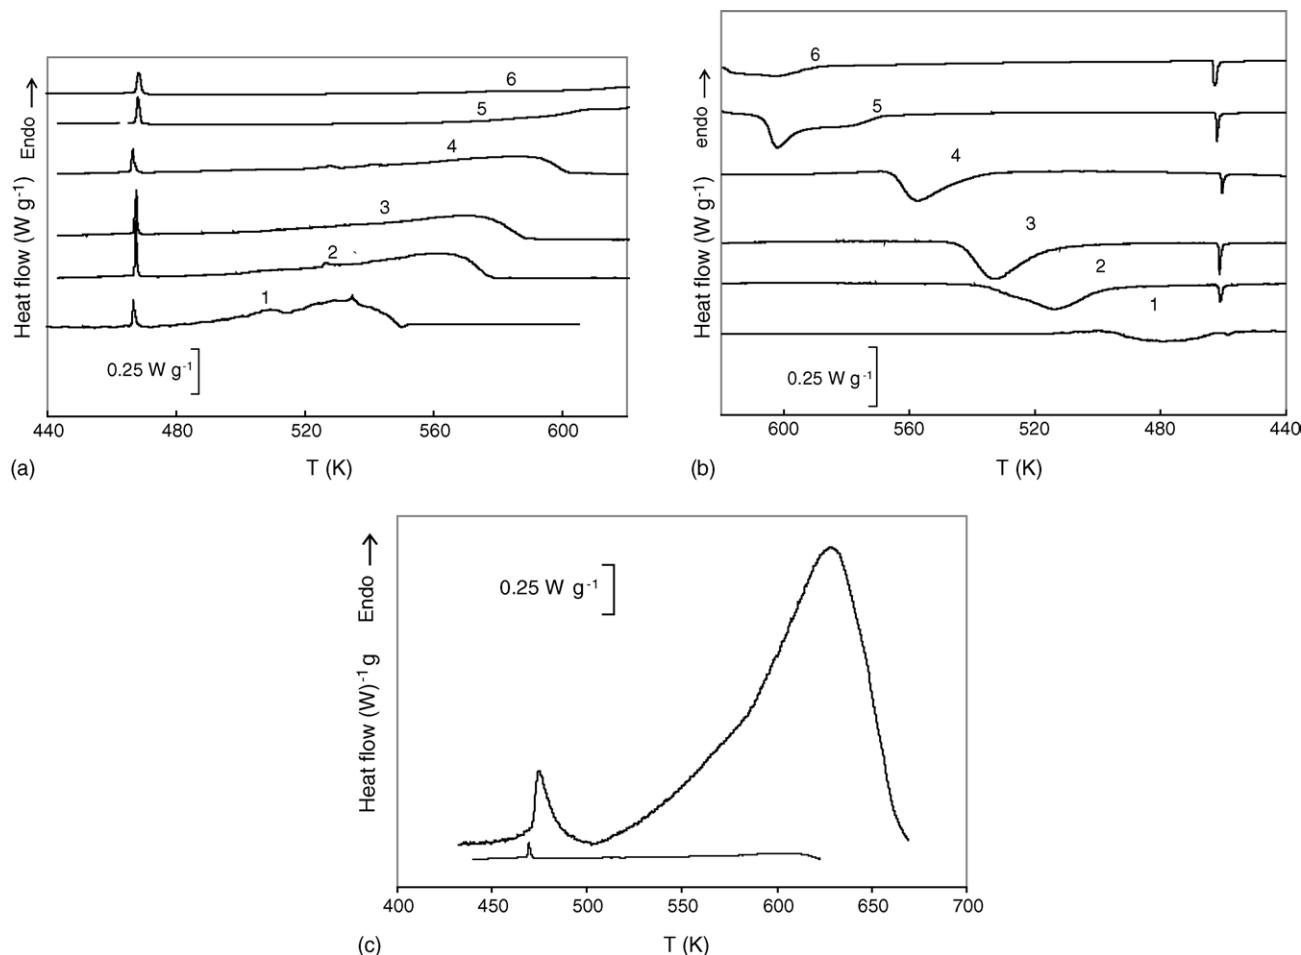 Heat flow (W g-1) Endo →
6
5
4
3
2
1
0.25 W g-1
440 480 520 560 600
(a) T (K)
Heat flow (W g-1) endo →
6
5
4
3
2
1
0.25 W g-1
600 560 520 480 440
(b) T (K)
Heat flow (W)-1 g Endo →
0.25 W g-1
400 450 500 550 600 650 700
(c) T (K)